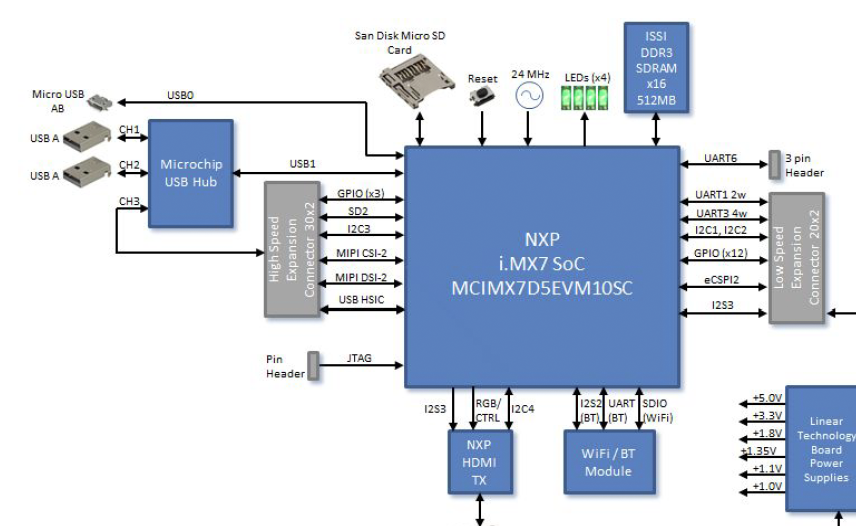 San Disk Micro SD
Card
Reset
24 MHz
LEDs (x4)
ISSI
DDR3
SDRAM
x16
512MB
Micro USB
AB
USB0
USB A
CH1
USB A
CH2
CH3
Microchip
USB Hub
USB1
High Speed
Expansion
Connector 30x2
GPIO (x3)
SD2
I2C3
MIPI CSI-2
MIPI DSI-2
USB HSIC
NXP
i.MX7 SoC
MCIMX7D5EVM10SC
UART6
3 pin
Header
UART1 2w
UART3 4w
I2C1, I2C2
GPIO (x12)
eCSPI2
I2S3
Low Speed
Expansion
Connector 20x2
Pin
Header
JTAG
I2S3
RGB/
CTRL
I2C4
I2S2
(BT)
UART
(BT)
SDIO
(WiFi)
NXP
HDMI
TX
WiFi / BT
Module
+5.0V
+3.3V
+1.8V
+1.35V
+1.1V
+1.0V
Linear
Technology
Board
Power
Supplies